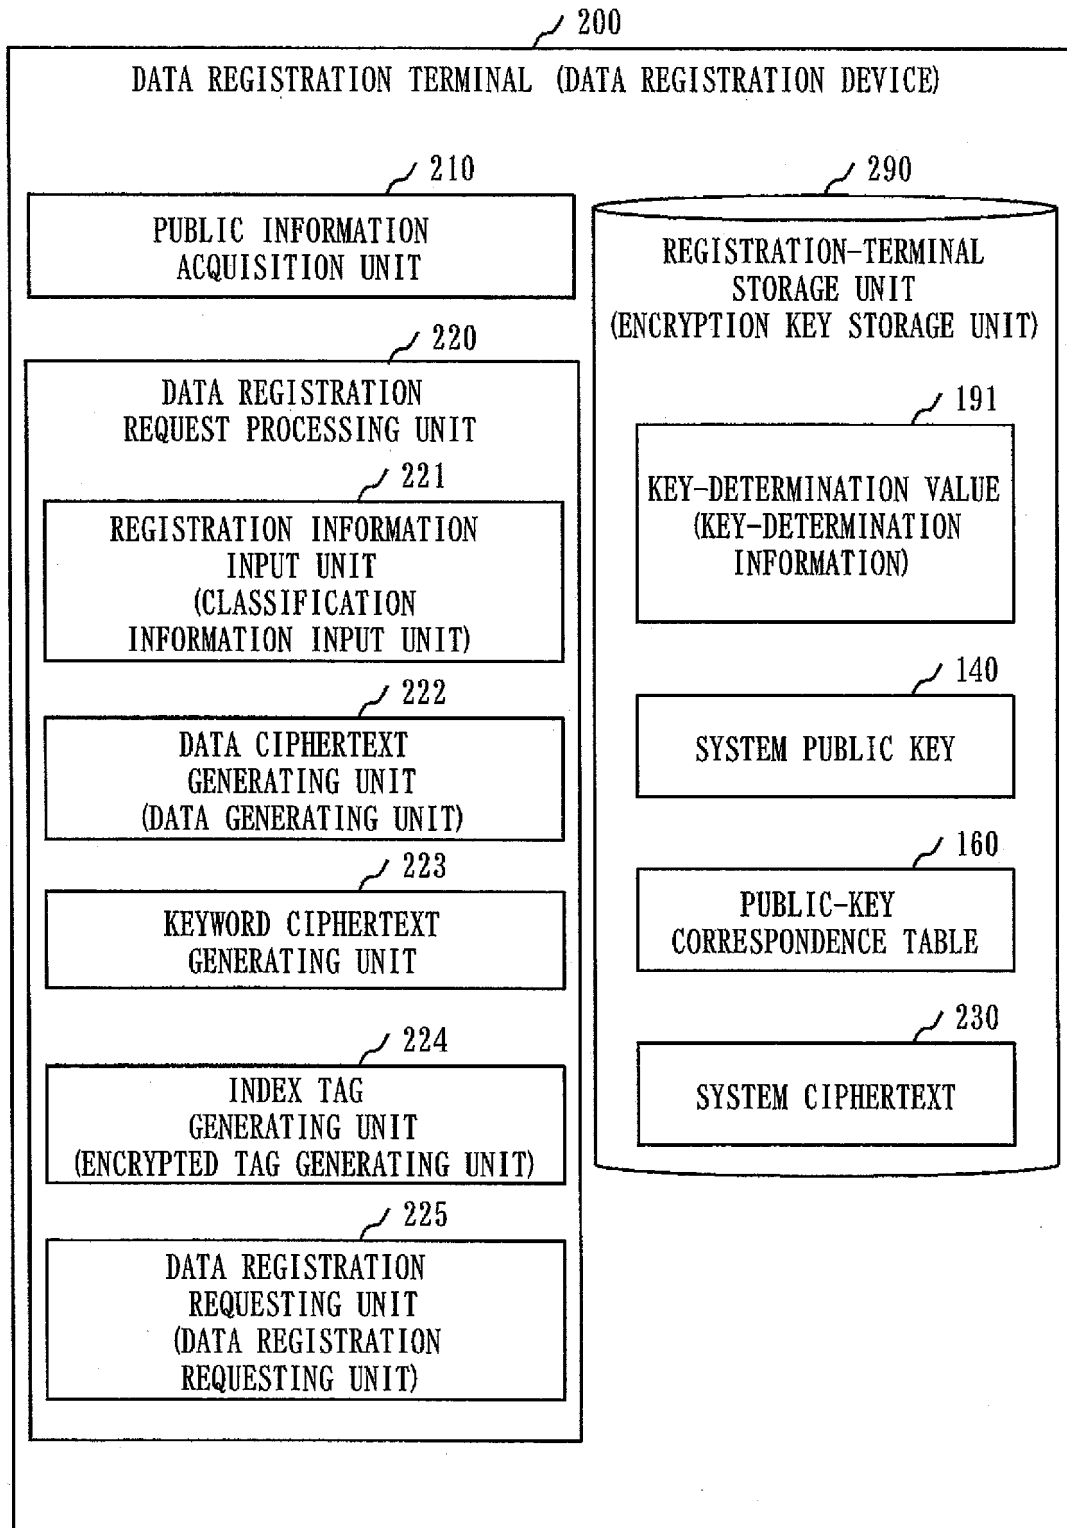 200
DATA REGISTRATION TERMINAL (DATA REGISTRATION DEVICE)
210
PUBLIC INFORMATION
ACQUISITION UNIT
220
DATA REGISTRATION
REQUEST PROCESSING UNIT
221
REGISTRATION INFORMATION
INPUT UNIT
(CLASSIFICATION
INFORMATION INPUT UNIT)
222
DATA CIPHERTEXT
GENERATING UNIT
(DATA GENERATING UNIT)
223
KEYWORD CIPHERTEXT
GENERATING UNIT
224
INDEX TAG
GENERATING UNIT
(ENCRYPTED TAG GENERATING UNIT)
225
DATA REGISTRATION
REQUESTING UNIT
(DATA REGISTRATION
REQUESTING UNIT)
290
REGISTRATION-TERMINAL
STORAGE UNIT
(ENCRYPTION KEY STORAGE UNIT)
191
KEY-DETERMINATION VALUE
(KEY-DETERMINATION
INFORMATION)
140
SYSTEM PUBLIC KEY
160
PUBLIC-KEY
CORRESPONDENCE TABLE
230
SYSTEM CIPHERTEXT